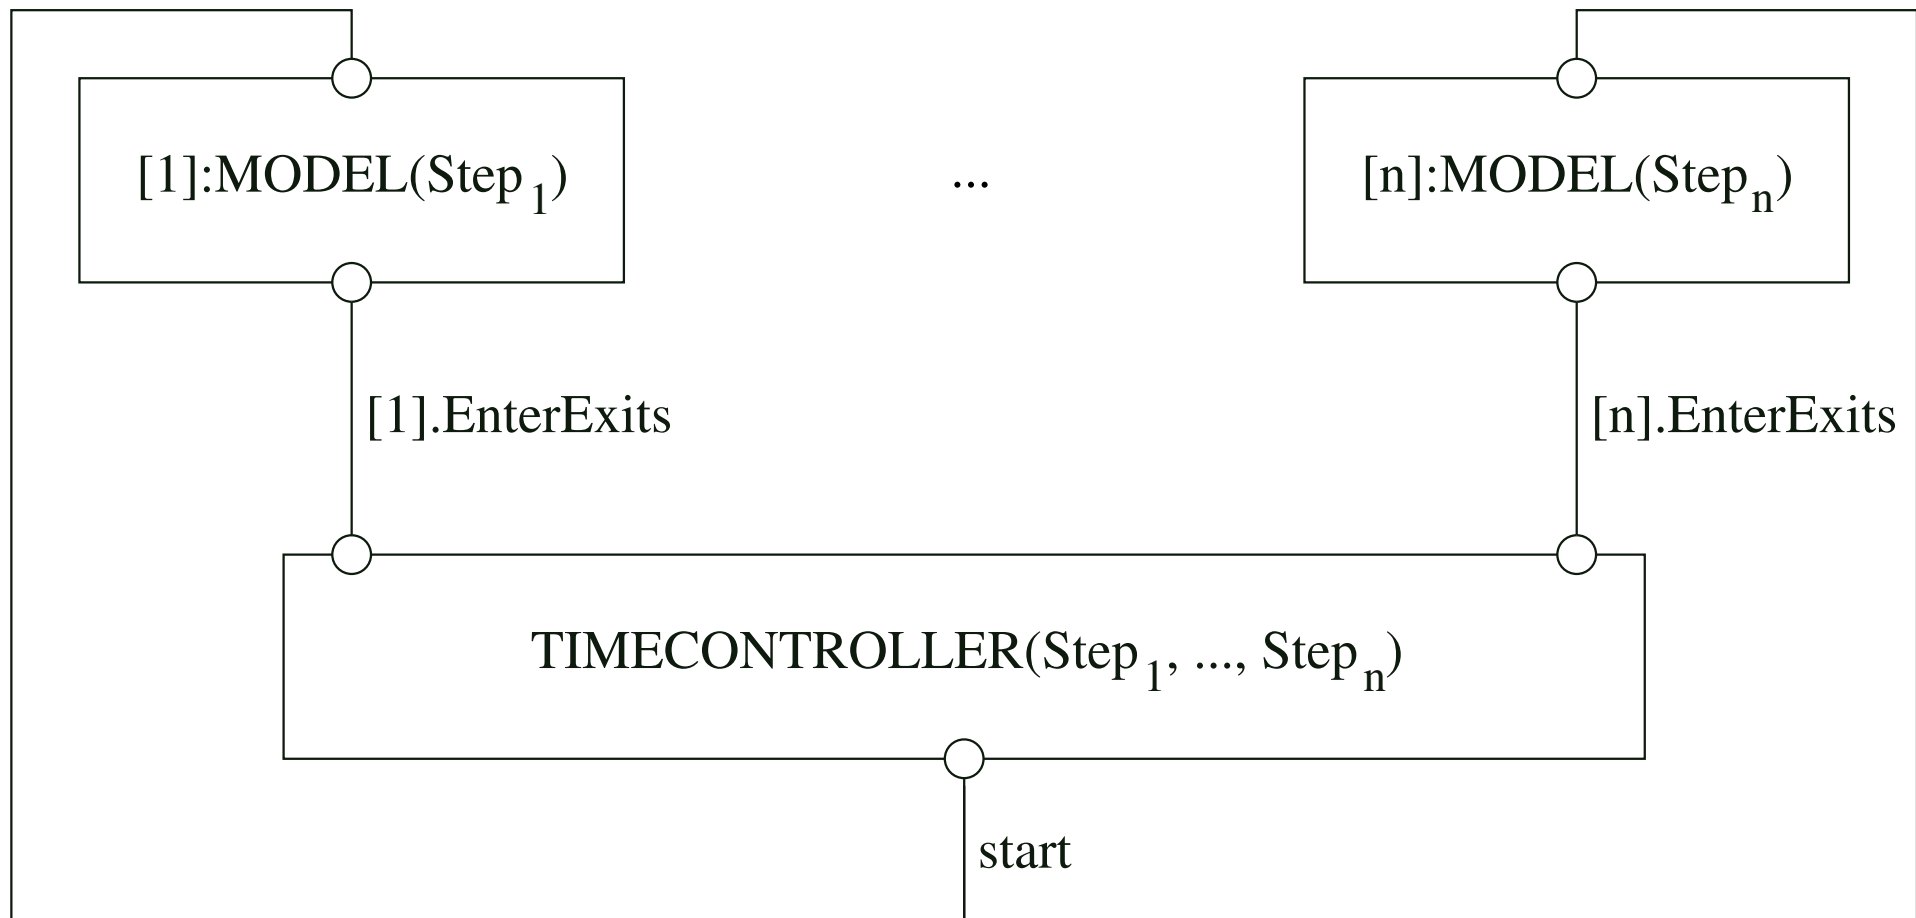 [1]:MODEL(Step 1)
...
[n]:MODEL(Step n)
[1].EnterExits
[n].EnterExits
TIMECONTROLLER(Step 1, ..., Step n)
start